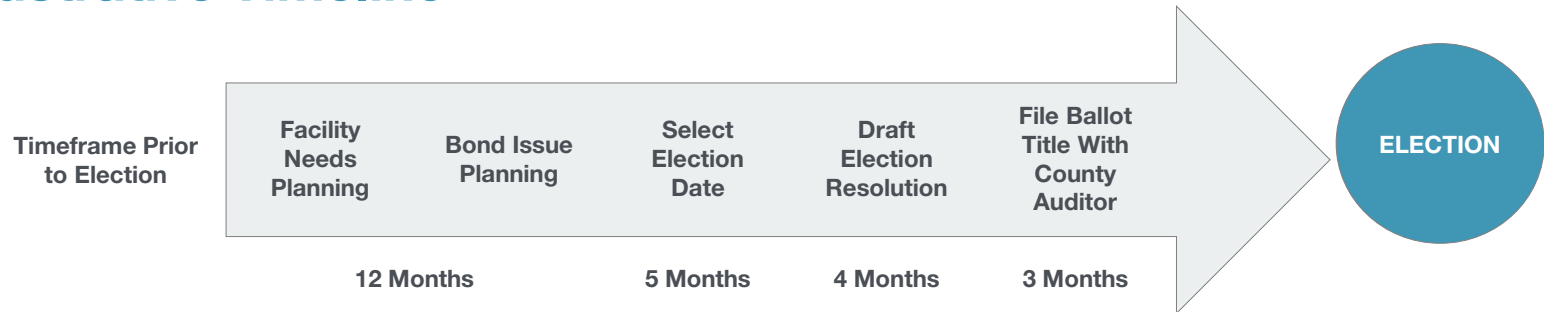 Timeframe Prior
to Election
Facility
Needs
Planning
Bond Issue
Planning
Select
Election
Date
Draft
Election
Resolution
File Ballot
Title With
County
Auditor
ELECTION
12 Months
5 Months
4 Months
3 Months